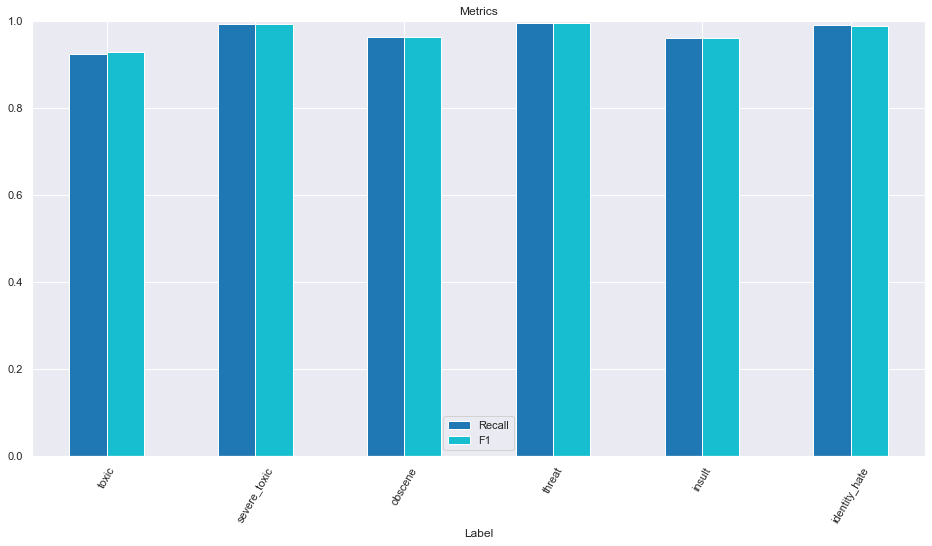 Metrics
1.0
0.8
0.6
0.4
0.2
0.0
Recall
F1
toxic
severe_toxic
obscene
threat
insult
identity_hate
Label